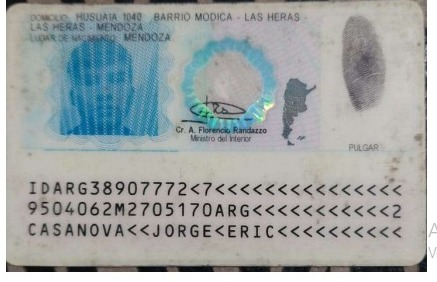 DOMICILIO: HUSUAIA 1040 BARRIO MODICA - LAS HERAS -
LAS HERAS - MENDOZA
LUGAR DE NACIMIENTO: MENDOZA
Cr. A. Florencio Randazzo
Ministro del Interior
PULGAR
IDARG38907772<7<<<<<<<<<<<<<<<
9504062M2705170ARG<<<<<<<<<<<2
CASANOVA<<JORGE<ERIC<<<<<<<<<<